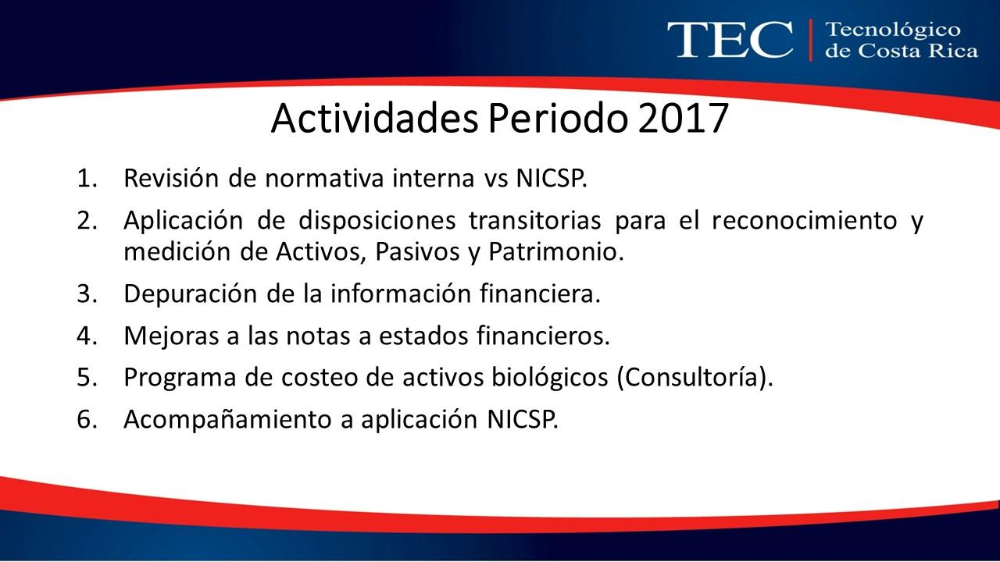 TEC | Tecnológico
de Costa Rica
Actividades Periodo 2017
1. Revisión de normativa interna vs NICSP.
2. Aplicación de disposiciones transitorias para el reconocimiento y
medición de Activos, Pasivos y Patrimonio.
3. Depuración de la información financiera.
4. Mejoras a las notas a estados financieros.
5. Programa de costeo de activos biológicos (Consultoría).
6. Acompañamiento a aplicación NICSP.